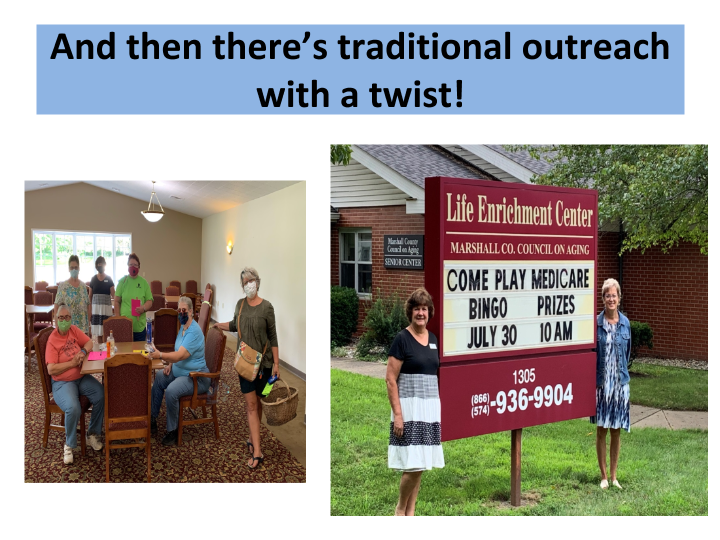 And then there’s traditional outreach
with a twist!
Life Enrichment Center
MARSHALL CO. COUNCIL ON AGING
Marshall County
Council on Aging
SENIOR CENTER
COME PLAY MEDICARE
BINGO PRIZES
JULY 30 10 AM
1305
(866)
(574)-936-9904